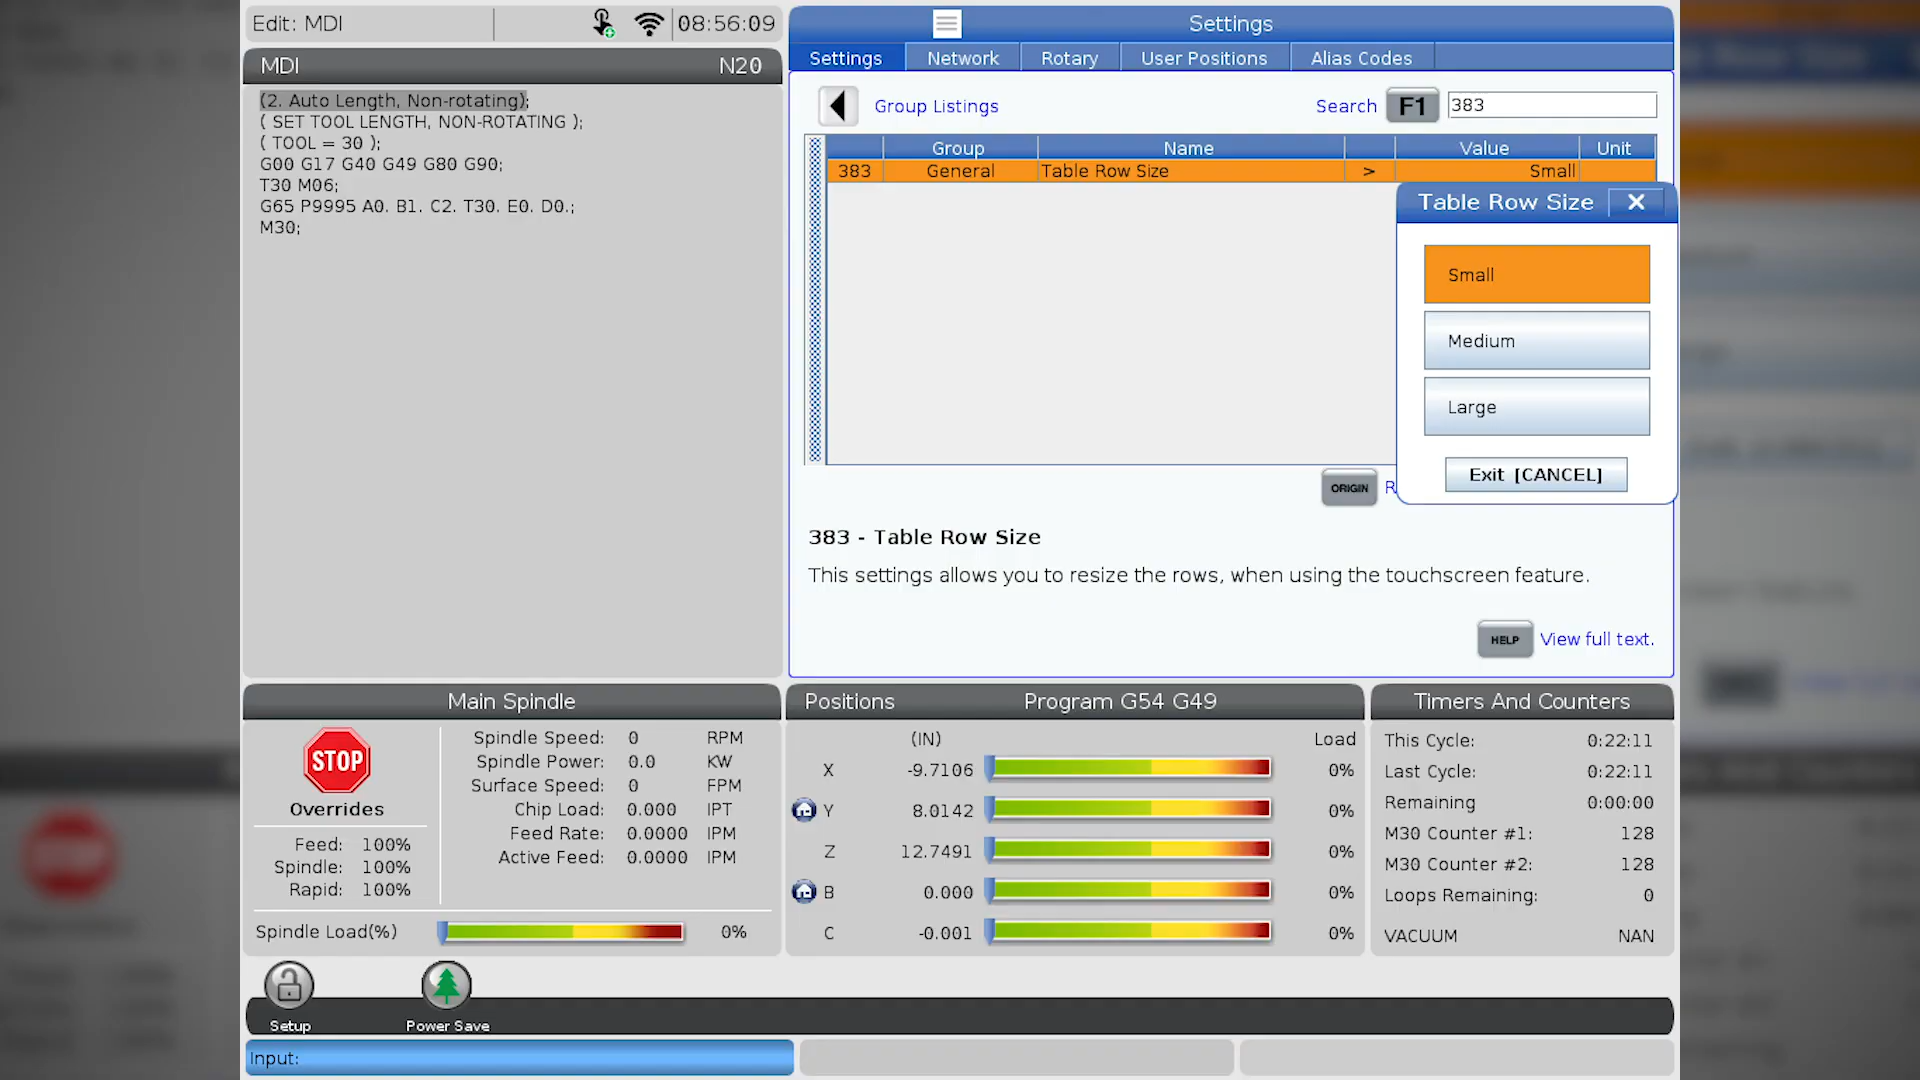 Edit: MDI
08:56:09
MDI
N20
(2. Auto Length, Non-rotating);
( SET TOOL LENGTH, NON-ROTATING );
( TOOL = 30 );
G00 G17 G40 G49 G80 G90;
T30 M06;
G65 P9995 A0. B1. C2. T30. E0. D0.;
M30;
Settings
Settings Network Rotary User Positions Alias Codes
Group Listings
Search F1 383
Group Name Value Unit
383 General Table Row Size > Small
Table Row Size X
Small
Medium
Large
Exit [CANCEL]
ORIGIN R
383 - Table Row Size
This settings allows you to resize the rows, when using the touchscreen feature.
HELP View full text.
Main Spindle
STOP
Overrides
Feed: 100%
Spindle: 100%
Rapid: 100%
Spindle Speed: 0 RPM
Spindle Power: 0.0 KW
Surface Speed: 0 FPM
Chip Load: 0.000 IPT
Feed Rate: 0.0000 IPM
Active Feed: 0.0000 IPM
Spindle Load(%) 0%
Positions Program G54 G49
(IN) Load
X -9.7106 0%
Y 8.0142 0%
Z 12.7491 0%
B 0.000 0%
C -0.001 0%
Timers And Counters
This Cycle: 0:22:11
Last Cycle: 0:22:11
Remaining 0:00:00
M30 Counter #1: 128
M30 Counter #2: 128
Loops Remaining: 0
VACUUM NAN
Setup
Power Save
Input: